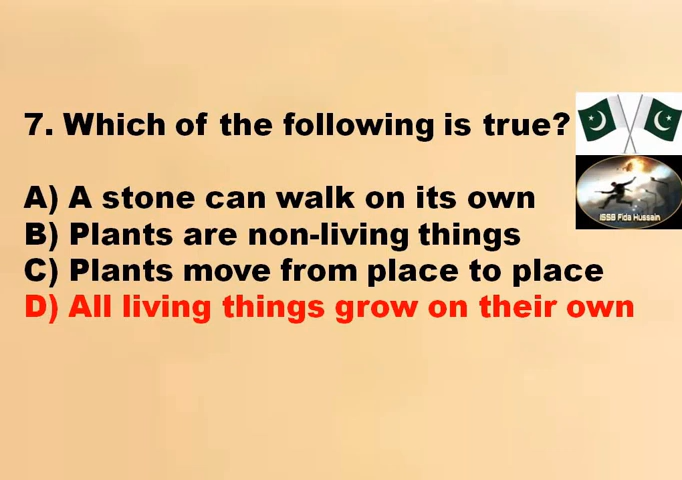 7. Which of the following is true?
A) A stone can walk on its own
B) Plants are non-living things
C) Plants move from place to place
D) All living things grow on their own
ISSB Fida Hussain